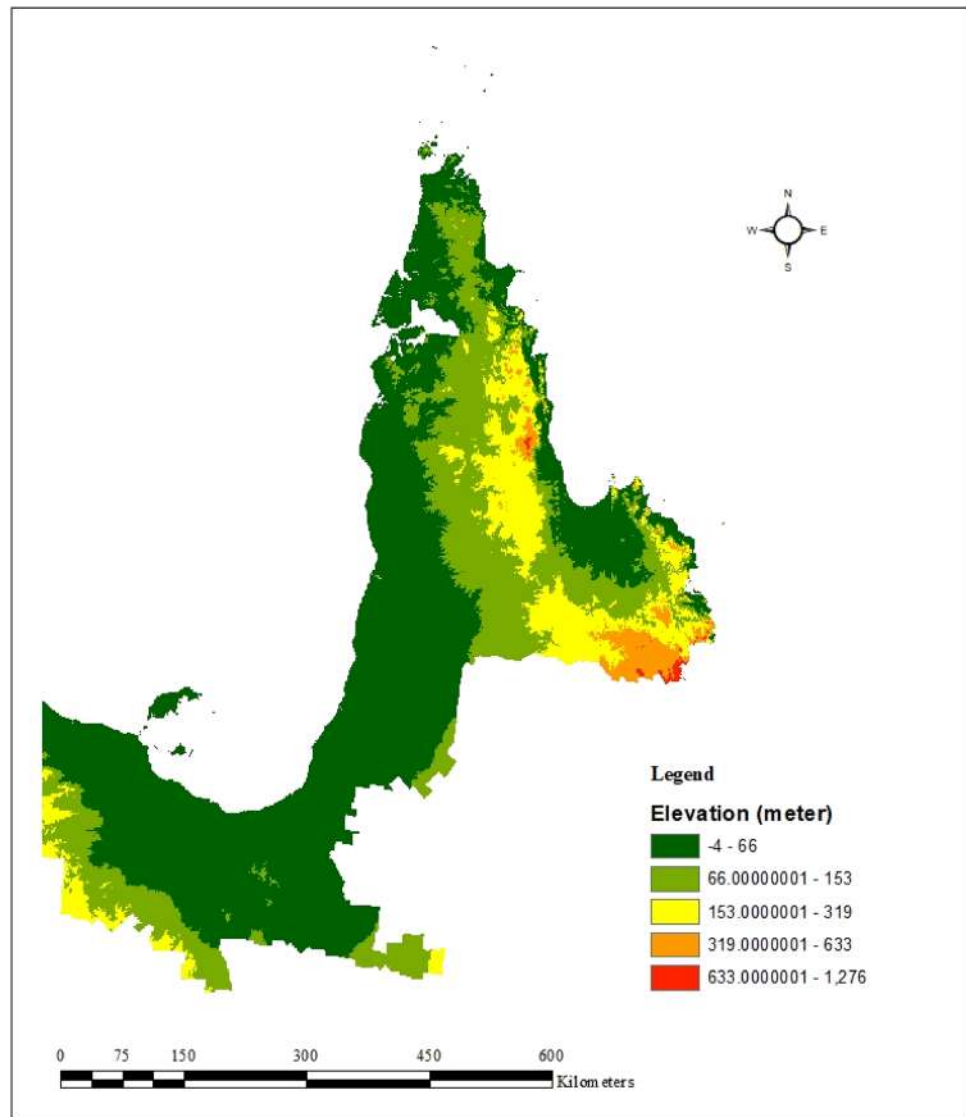 N
W E
S
Legend
Elevation (meter)
-4 - 66
66.00000001 - 153
153.0000001 - 319
319.0000001 - 633
633.0000001 - 1,276
0 75 150 300 450 600
Kilometers